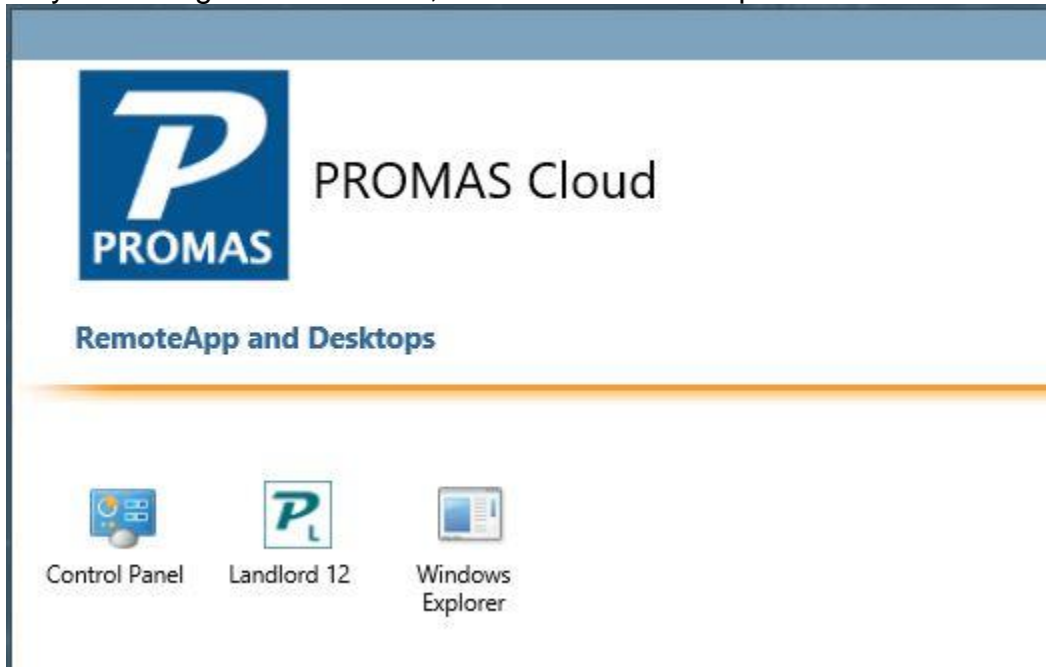 PROMAS
PROMAS Cloud
RemoteApp and Desktops
Control Panel
Landlord 12
Windows
Explorer